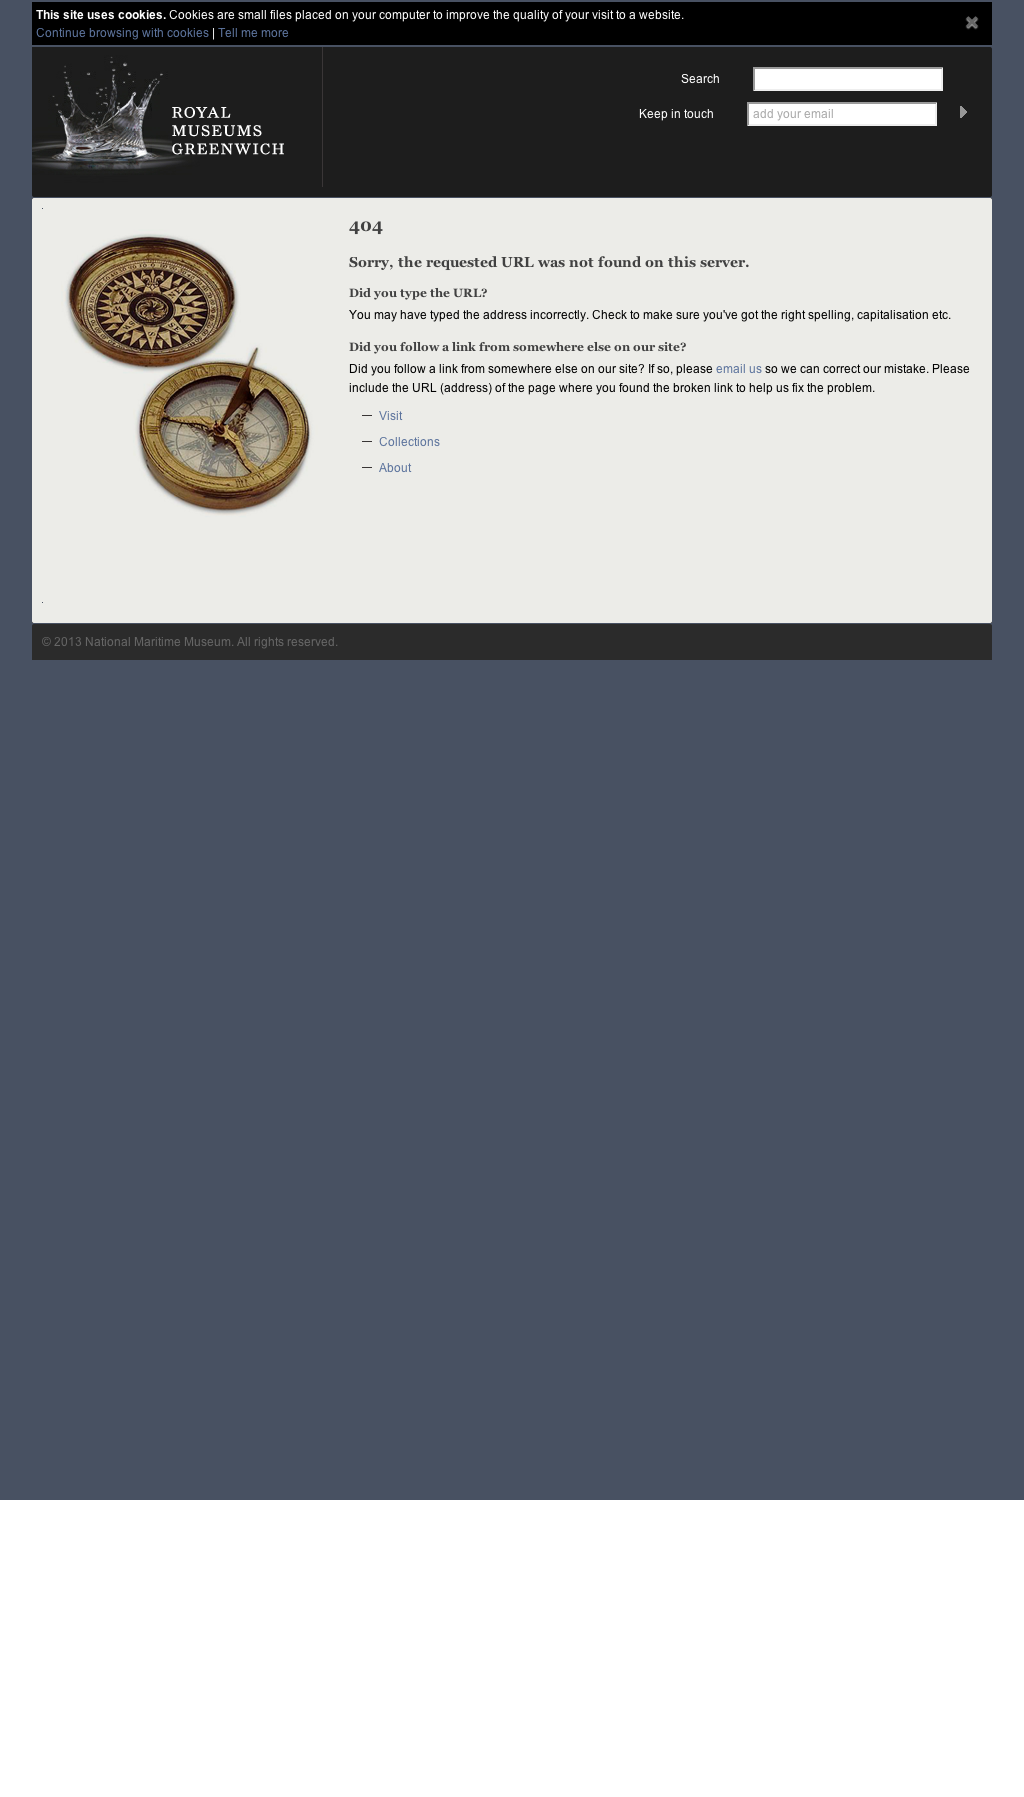 This site uses cookies. Cookies are small files placed on your computer to improve the quality of your visit to a website.
Continue browsing with cookies | Tell me more
ROYAL
MUSEUMS
GREENWICH
Search
Keep in touch
add your email
404
Sorry, the requested URL was not found on this server.
Did you type the URL?
You may have typed the address incorrectly. Check to make sure you've got the right spelling, capitalisation etc.
Did you follow a link from somewhere else on our site?
Did you follow a link from somewhere else on our site? If so, please email us so we can correct our mistake. Please
include the URL (address) of the page where you found the broken link to help us fix the problem.
— Visit
— Collections
— About
© 2013 National Maritime Museum. All rights reserved.